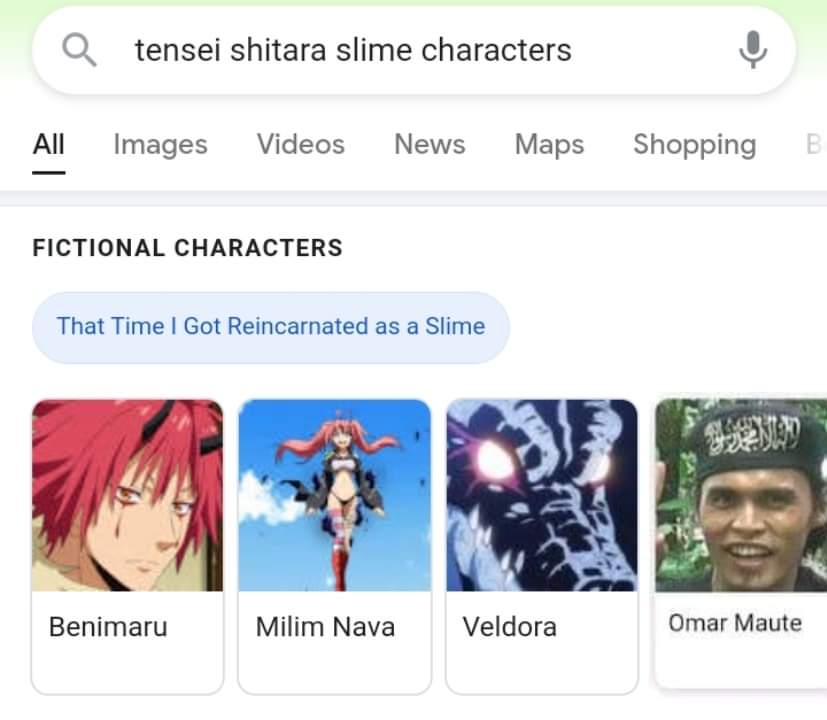 tensei shitara slime characters
All Images Videos News Maps Shopping B
FICTIONAL CHARACTERS
That Time I Got Reincarnated as a Slime
Benimaru Milim Nava Veldora Omar Maute